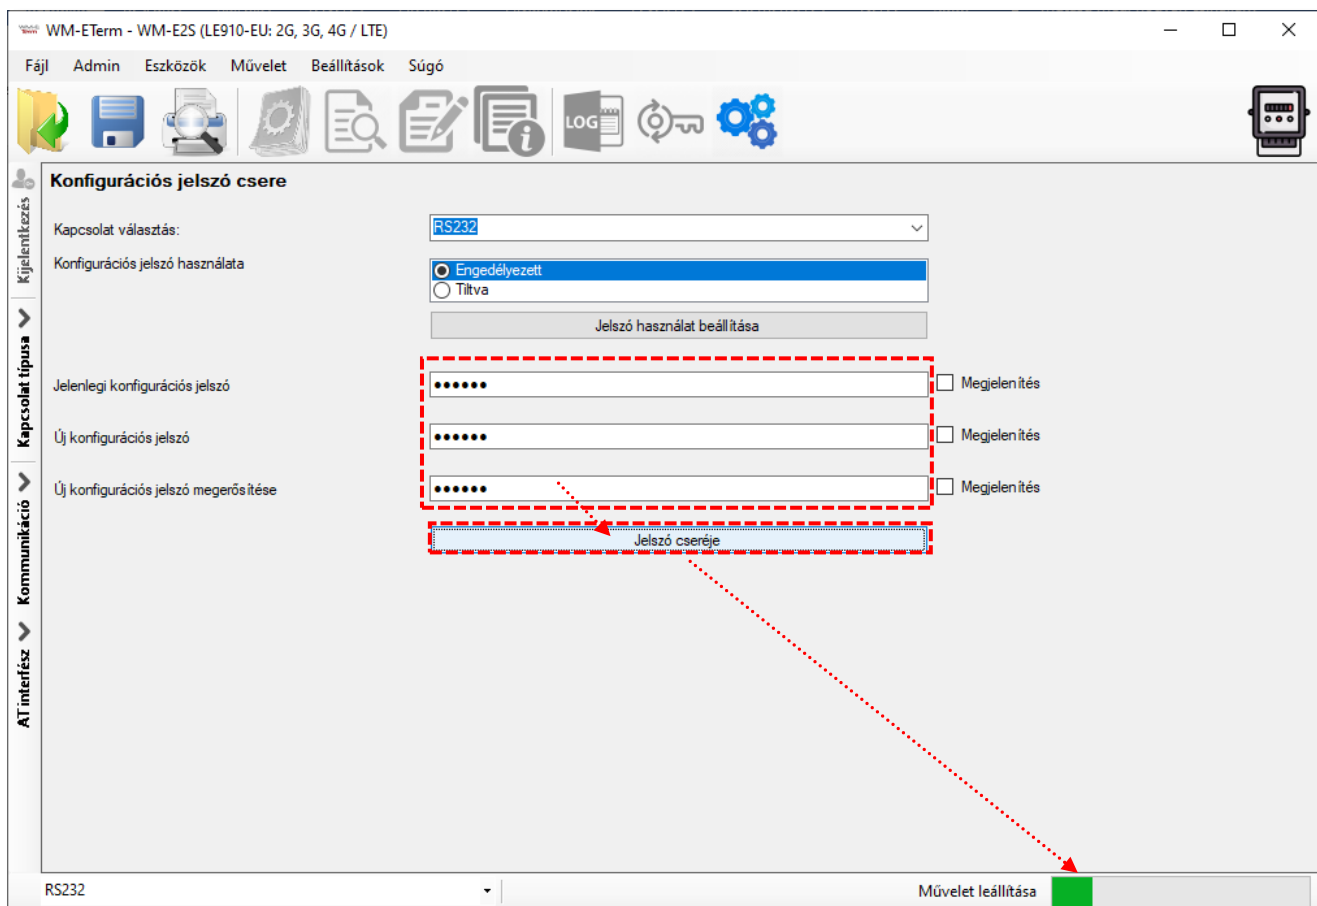 WM-ETerm - WM-E2S (LE910-EU: 2G, 3G, 4G / LTE)
Fájl Admin Eszközök Művelet Beállítások Súgó
LOG
Kijelentkezés
Kapcsolat típusa
Kommunikáció
AT interfész
Konfigurációs jelszó csere
Kapcsolat választás:
RS232
Konfigurációs jelszó használata
Engedélyezett
Tiltva
Jelszó használat beállítása
Jelenlegi konfigurációs jelszó
●●●●●●
Megjelenítés
Új konfigurációs jelszó
●●●●●●
Megjelenítés
Új konfigurációs jelszó megerősítése
●●●●●●
Megjelenítés
Jelszó cseréje
RS232
Művelet leállítása